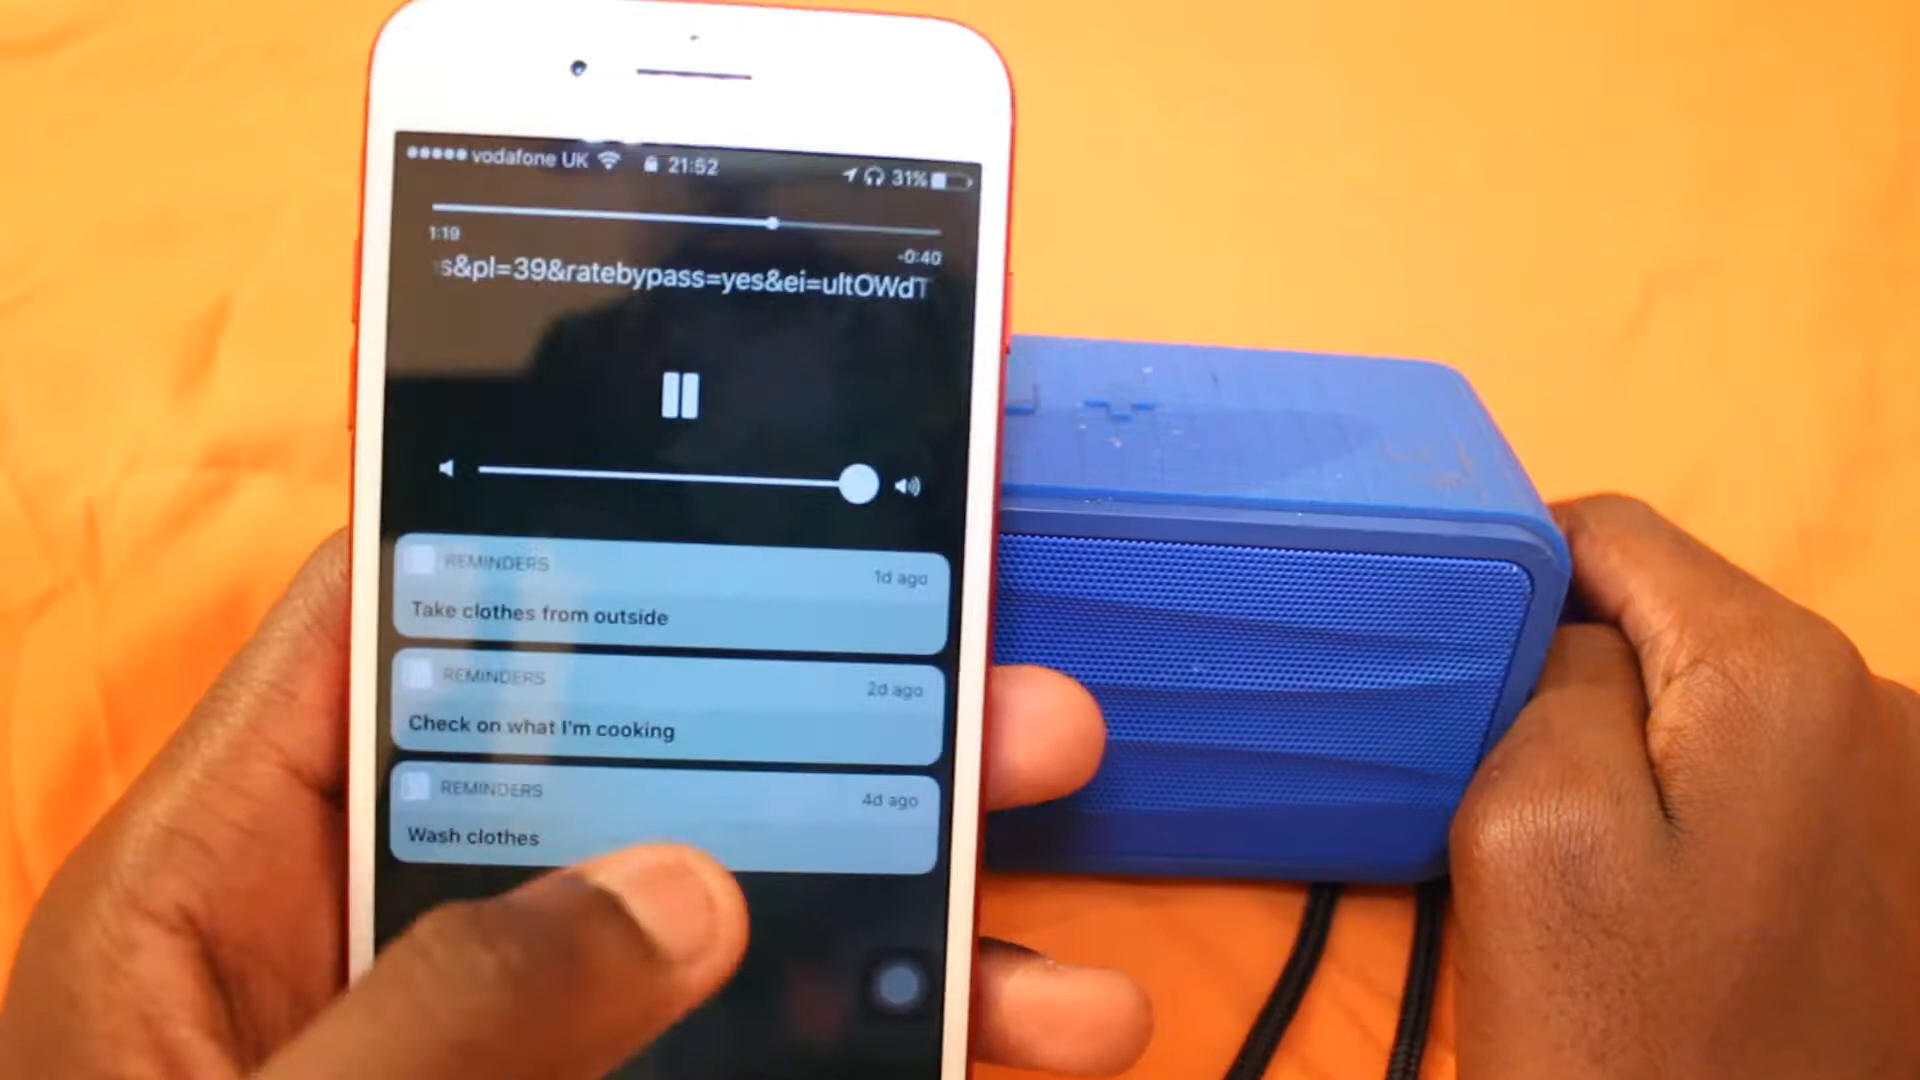 vodafone UK 21:52 31%
1:19 -0:40
s&pl=39&ratebypass=yes&ei=ultOWdT
REMINDERS 1d ago
Take clothes from outside
REMINDERS 2d ago
Check on what I'm cooking
REMINDERS 4d ago
Wash clothes